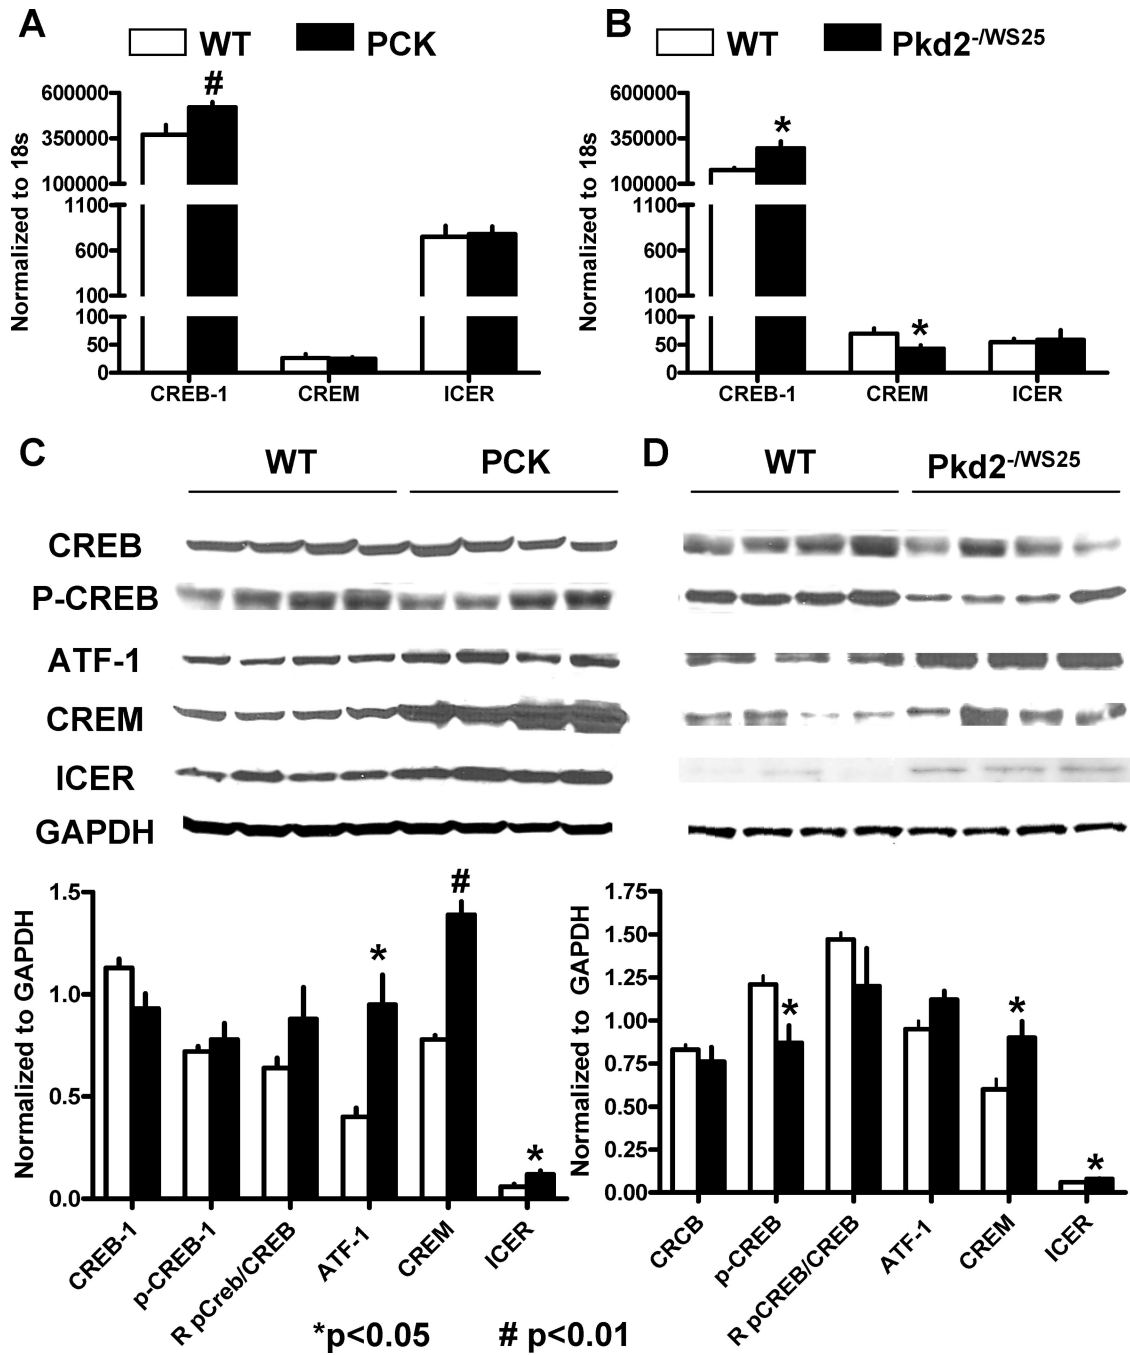 A
WT
PCK
Normalized to 18s
600000
350000
100000
1100
600
100
100
50
0
#
CREB-1
CREM
ICER
B
WT
Pkd2-/WS25
Normalized to 18s
600000
350000
100000
1100
600
100
100
50
0
*
*
CREB-1
CREM
ICER
C
WT
PCK
CREB
P-CREB
ATF-1
CREM
ICER
GAPDH
D
WT
Pkd2-/WS25
Normalized to GAPDH
1.5
1.0
0.5
0.0
*
#
*
CREB-1
p-CREB-1
R pCreb/CREB
ATF-1
CREM
ICER
Normalized to GAPDH
1.75
1.50
1.25
1.00
0.75
0.50
0.25
0.00
*
*
*
CRCB
p-CREB
R pCREB/CREB
ATF-1
CREM
ICER
*p<0.05
# p<0.01